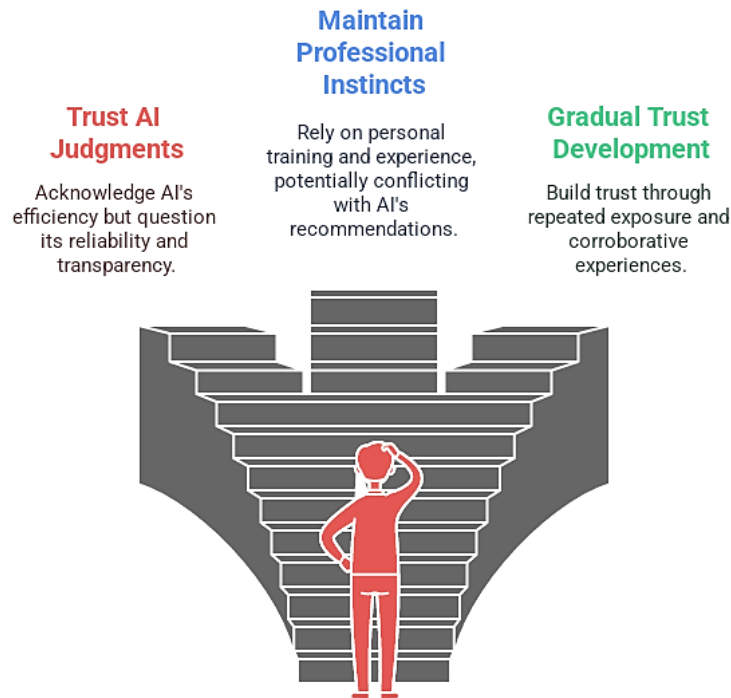 Maintain
Professional
Instincts
Rely on personal
training and experience,
potentially conflicting
with AI's
recommendations.
Trust AI
Judgments
Acknowledge AI's
efficiency but question
its reliability and
transparency.
Gradual Trust
Development
Build trust through
repeated exposure and
corroborative
experiences.